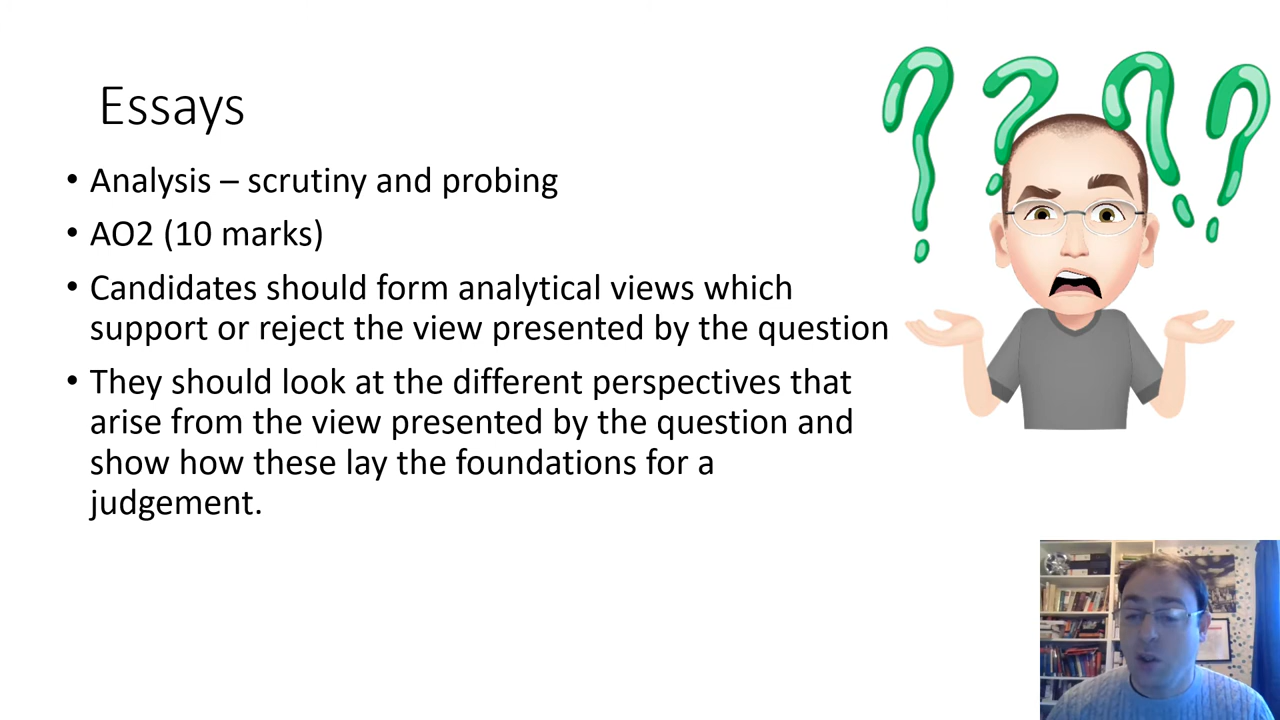 Essays
• Analysis – scrutiny and probing
• AO2 (10 marks)
• Candidates should form analytical views which
support or reject the view presented by the question
• They should look at the different perspectives that
arise from the view presented by the question and
show how these lay the foundations for a
judgement.